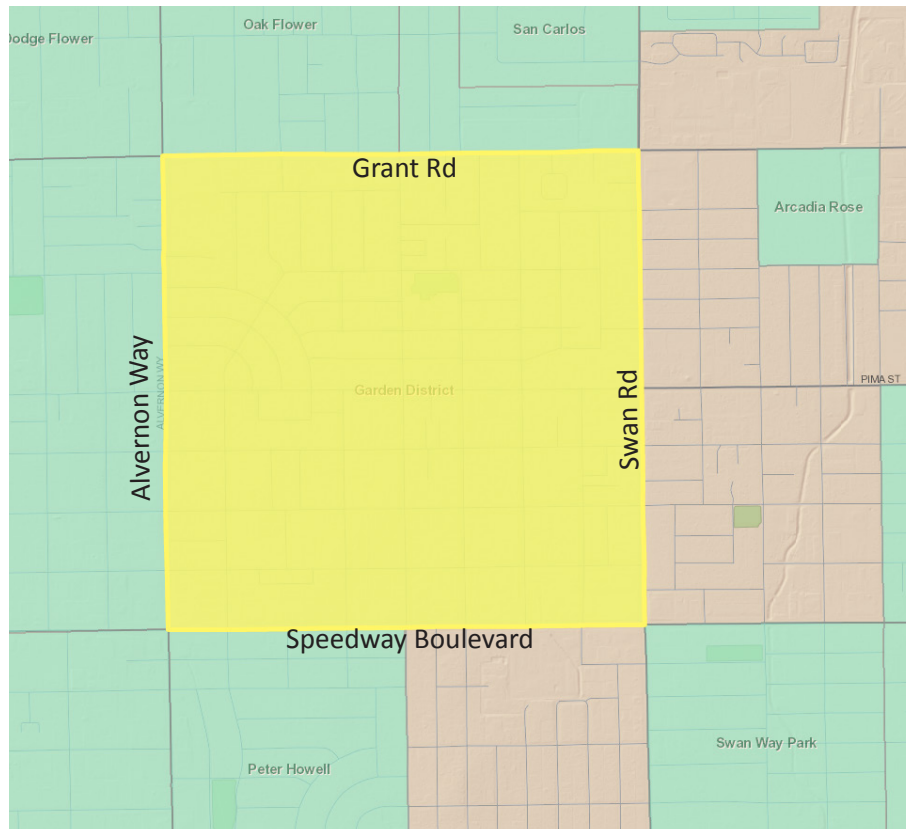 Oak Flower
San Carlos
Dodge Flower
Grant Rd
Arcadia Rose
Alvernon Way
ALVERNON WY
Swan Rd
PIMA ST
Garden District
Speedway Boulevard
Swan Way Park
Peter Howell